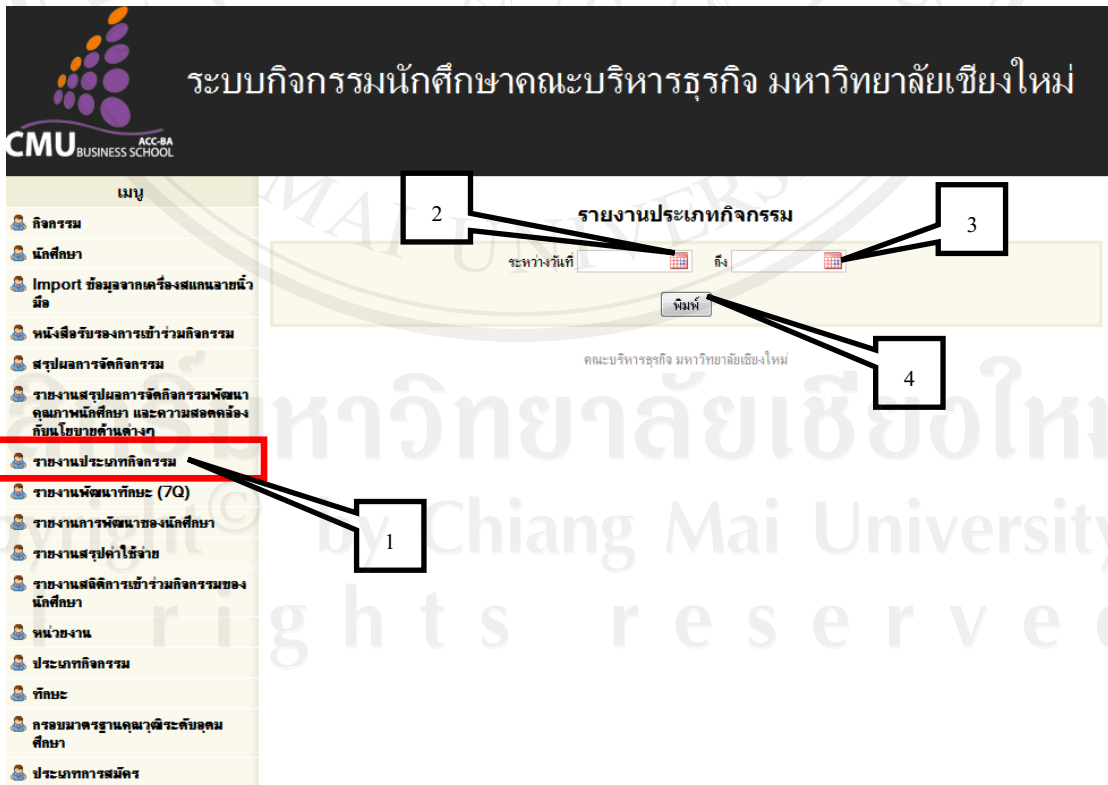 ระบบกิจกรรมนักศึกษาคณะบริหารธุรกิจ มหาวิทยาลัยเชียงใหม่
CMU BUSINESS SCHOOL ACC-BA
เมนู
กิจกรรม
นักศึกษา
Import ข้อมูลจากเครื่องสแกนลายนิ้ว
มือ
หนังสือรับรองการเข้าร่วมกิจกรรม
สรุปผลการจัดกิจกรรม
รายงานสรุปผลการจัดกิจกรรมพัฒนา
คุณภาพนักศึกษา และความสอดคล้อง
กับนโยบายด้านต่างๆ
รายงานประเภทกิจกรรม
รายงานพัฒนาทักษะ (7Q)
รายงานการพัฒนาของนักศึกษา
รายงานสรุปค่าใช้จ่าย
รายงานสถิติการเข้าร่วมกิจกรรมของ
นักศึกษา
หน่วยงาน
ประเภทกิจกรรม
ทักษะ
กรอบมาตรฐานคุณวุฒิระดับอุดม
ศึกษา
ประเภทการสมัคร
1
2
รายงานประเภทกิจกรรม
3
ระหว่างวันที่ ถึง
พิมพ์
4
คณะบริหารธุรกิจ มหาวิทยาลัยเชียงใหม่
MAI UNIVERS
มหาวิทยาลัยเชียงใหม่
by Chiang Mai University
rights reserved